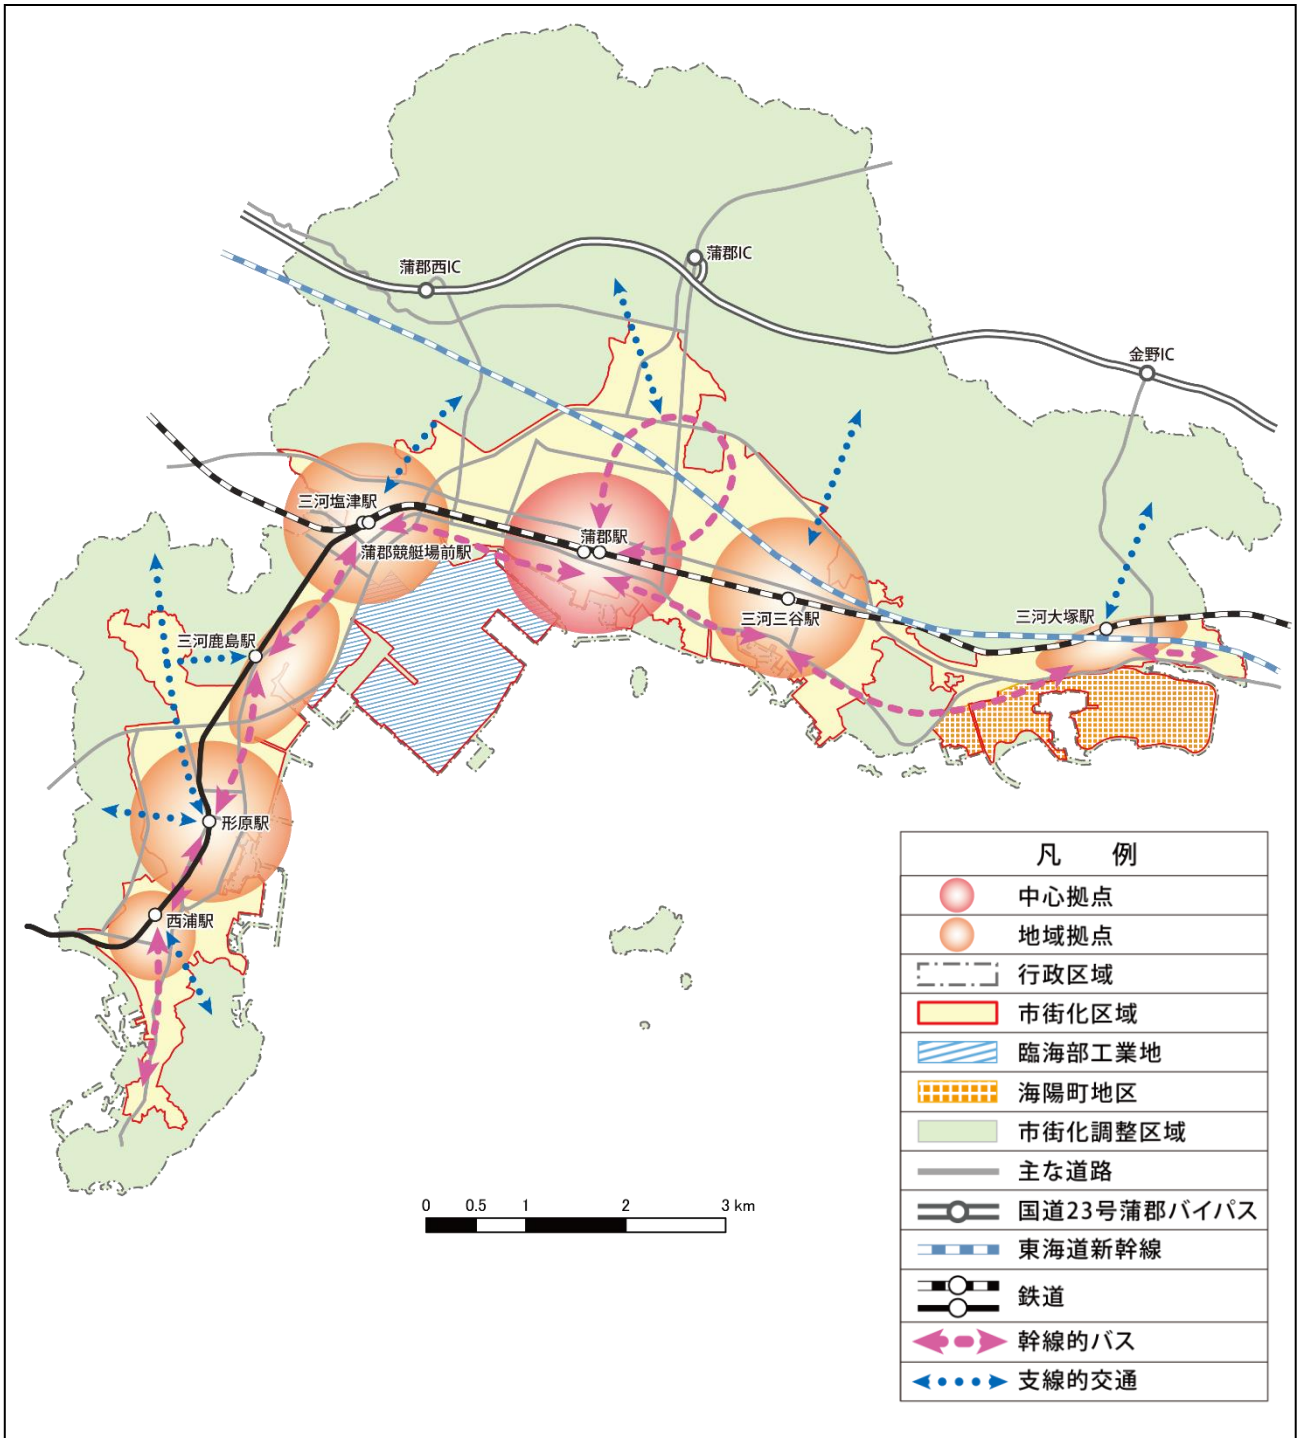 蒲郡IC
蒲郡西IC
金野IC
三河塩津駅
蒲郡駅
蒲郡競艇場前駅
三河三谷駅
三河大塚駅
三河鹿島駅
形原駅
西浦駅
凡 例
中心拠点
地域拠点
行政区域
市街化区域
臨海部工業地
海陽町地区
市街化調整区域
主な道路
国道23号蒲郡バイパス
東海道新幹線
鉄道
幹線的バス
支線的交通
0 0.5 1 2 3 km